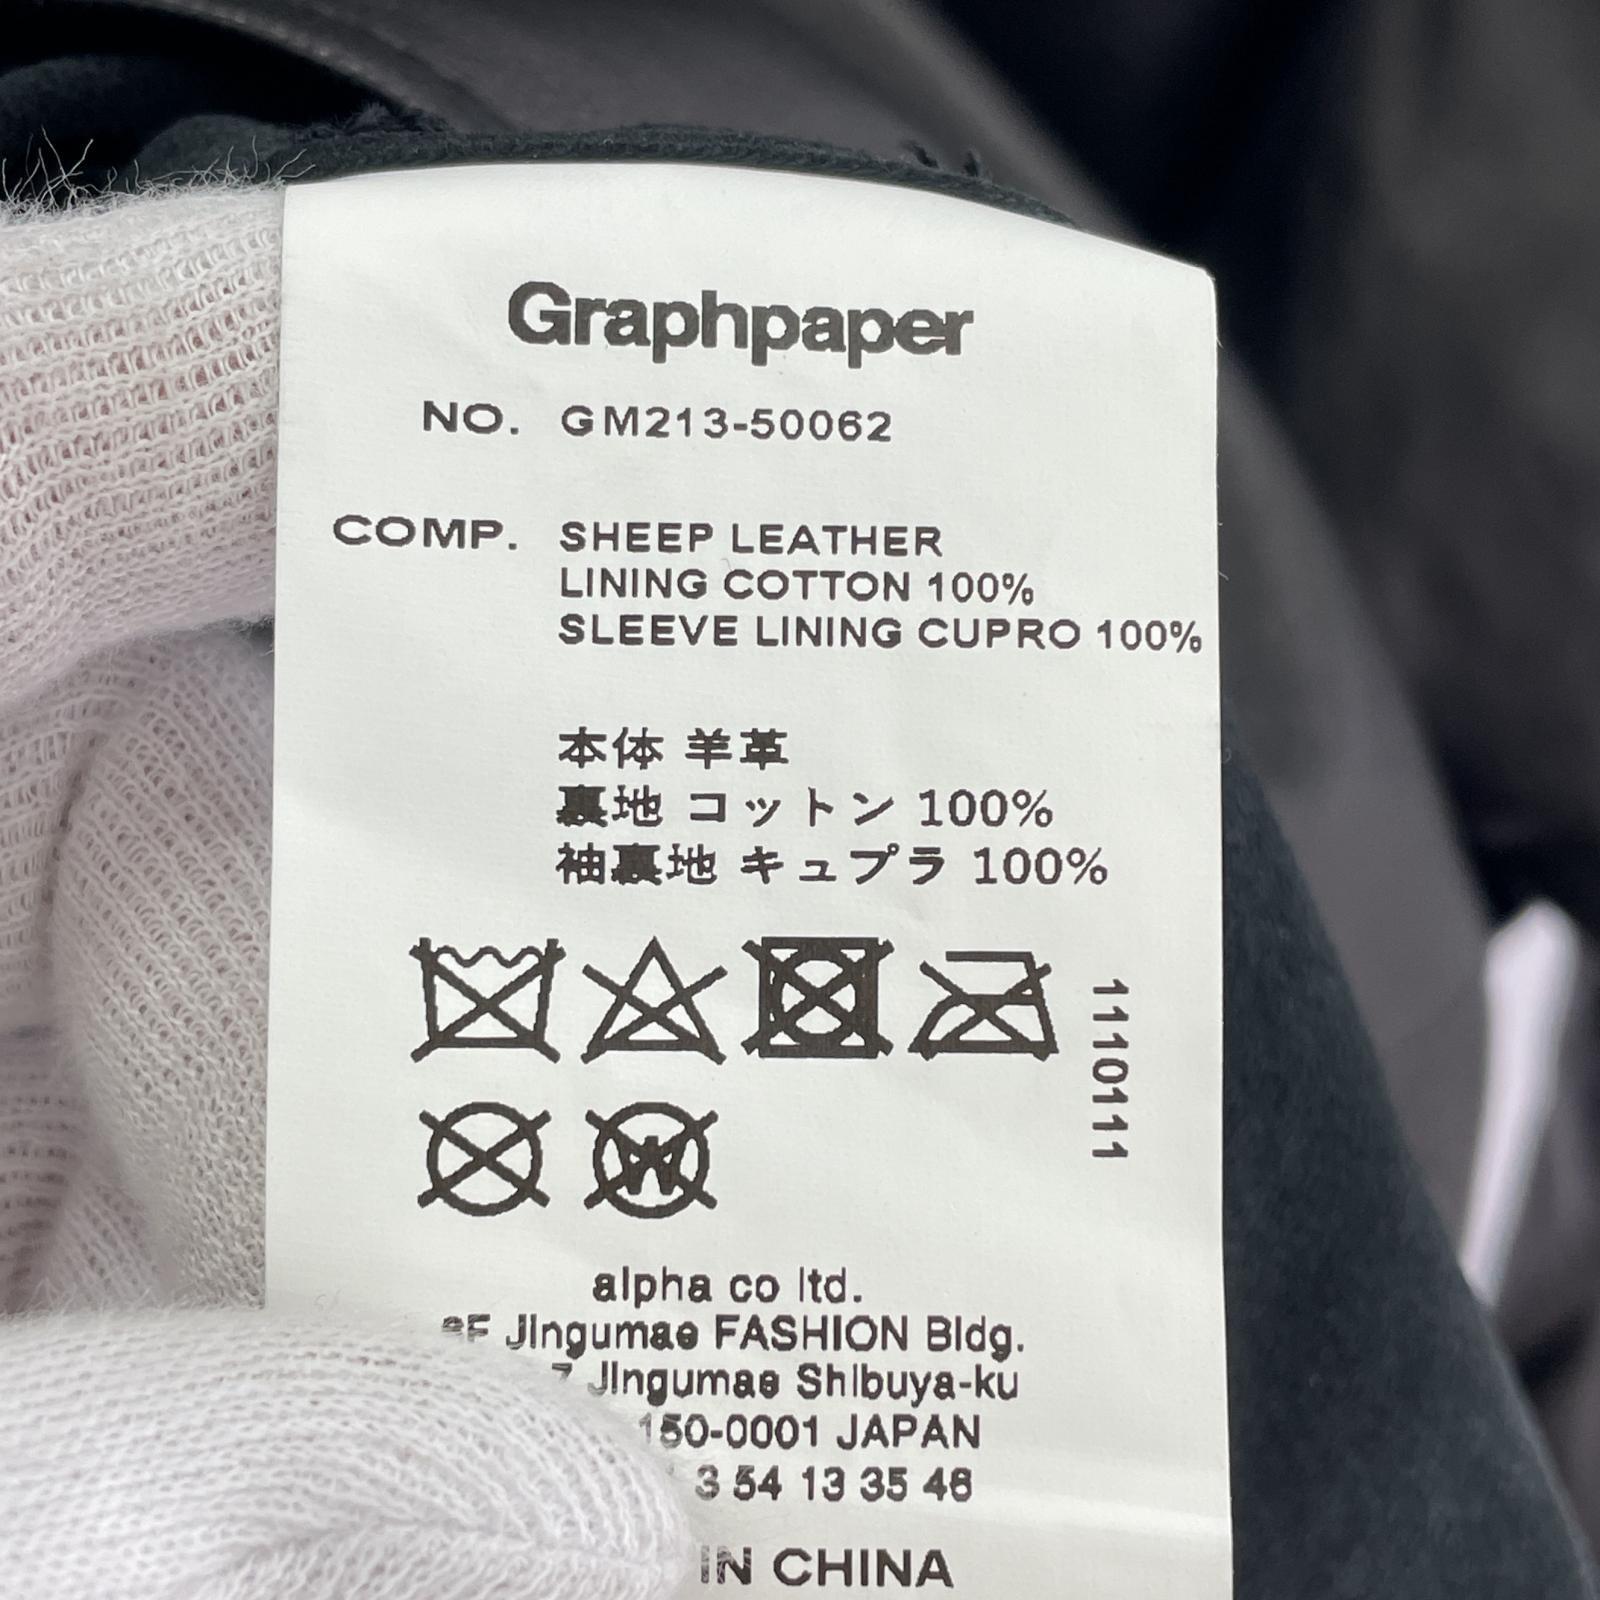 Graphpaper
NO. GM213-50062
COMP. SHEEP LEATHER
LINING COTTON 100%
SLEEVE LINING CUPRO 100%
本体 羊革
裏地 コットン 100%
袖裏地 キュプラ 100%
1110111
W
alpha co ltd.
Jingumae FASHION Bldg.
Jingumae Shibuya-ku
150-0001 JAPAN
3 54 13 35 46
IN CHINA